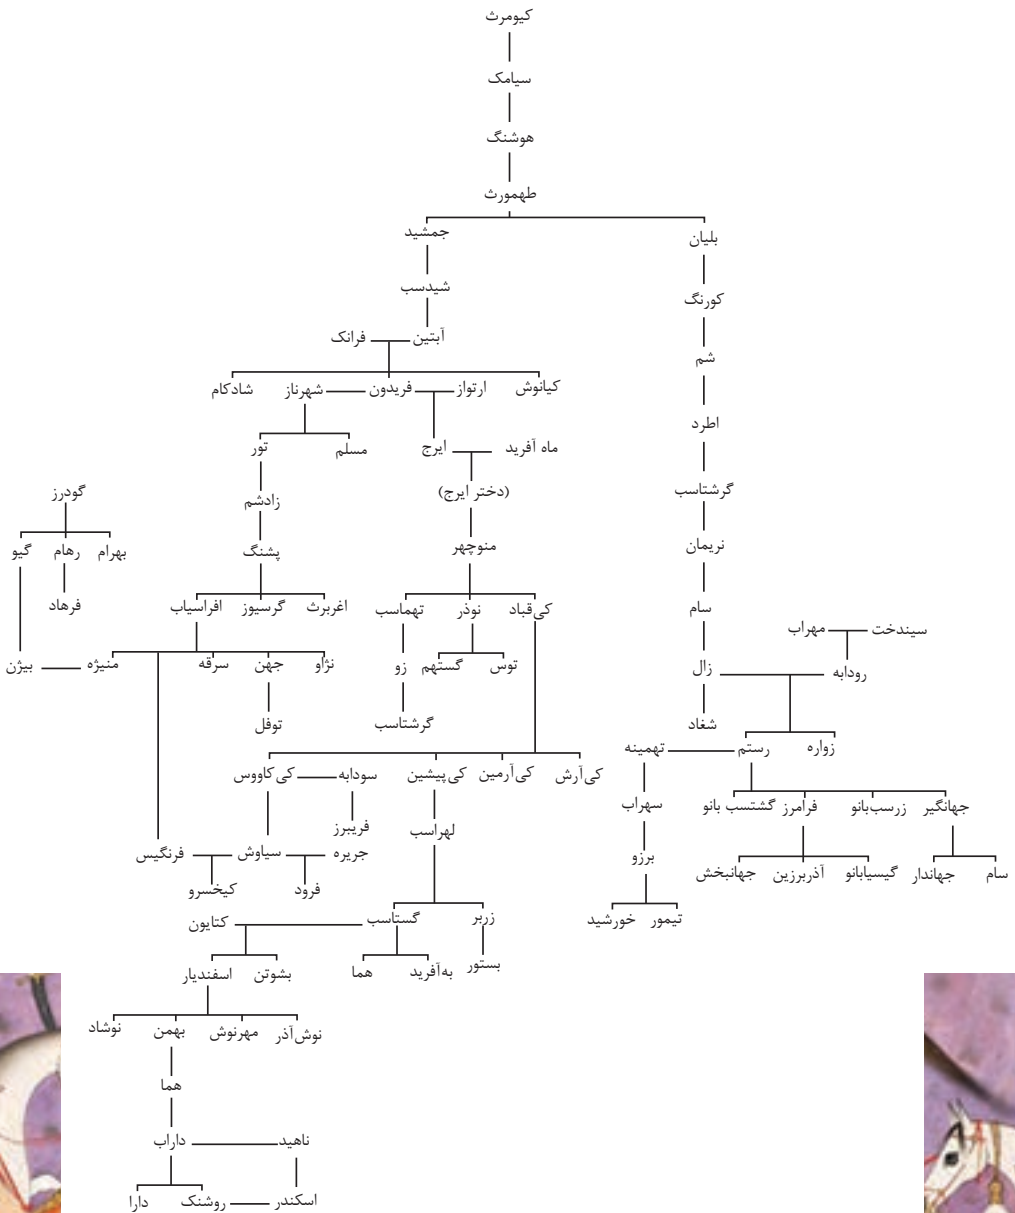 کیومرث
سیامک
هوشنگ
طهمورث
جمشید
بلیان
شیدسب
کورنگ
آبتین
فرانک
شم
کیانوش
ارتواز
فریدون
شهرناز
شادکام
اطرد
ماه آفرید
ایرج
مسلم
تور
گرشتاسب
(دختر ایرج)
زادشم
گودرز
نریمان
منوچهر
پشنگ
بهرام
رهام
گیو
سام
کی‌قباد
نوذر
تهماسب
اغربرث
گرسیوز
افراسیاب
فرهاد
سیندخت
مهراب
رودابه
زال
توس
گستهم
زو
نژاو
جهن
سرقه
منیژه
بیژن
شغاد
گرشتاسب
توفل
زواره
رستم
تهمینه
کی‌آرش
کی‌آرمین
کی‌پیشین
سودابه
کی‌کاووس
جهانگیر
زرسب‌بانو
فرامرز
گشتسب بانو
سهراب
لهراسب
فریبرز
برزو
جریره
سیاوش
فرنگیس
سام
جهاندار
گیسیابانو
آذربرزین
جهانبخش
فرود
کیخسرو
تیمور
خورشید
زربر
گستاسب
کتایون
بستور
به‌آفرید
هما
بشوتن
اسفندیار
نوش‌آذر
مهرنوش
بهمن
نوشاد
هما
ناهید
داراب
اسکندر
روشنک
دارا